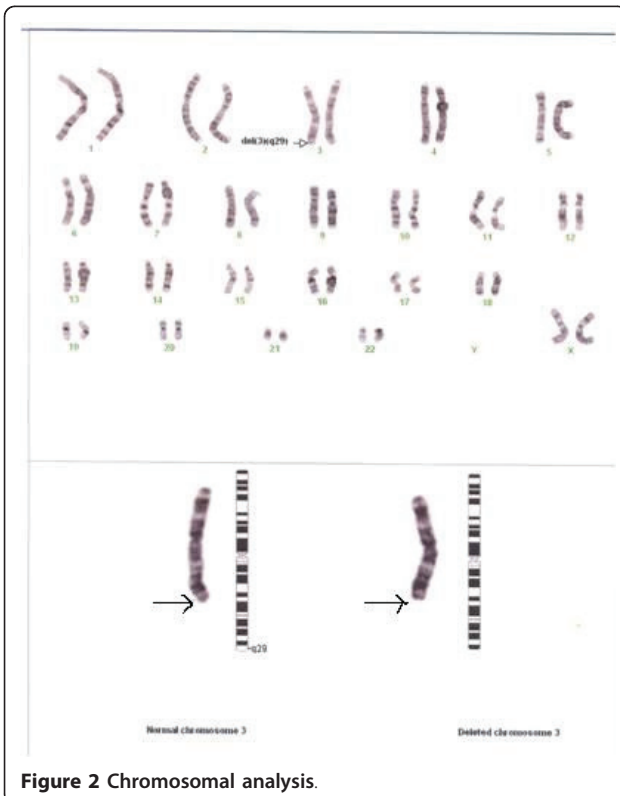 1 2 3 4 5
del(3)(q29)
6 7 8 9 10 11 12
13 14 15 16 17 18
19 20 21 22 Y X
q29
Normal chromosome 3 Deleted chromosome 3
Figure 2 Chromosomal analysis.